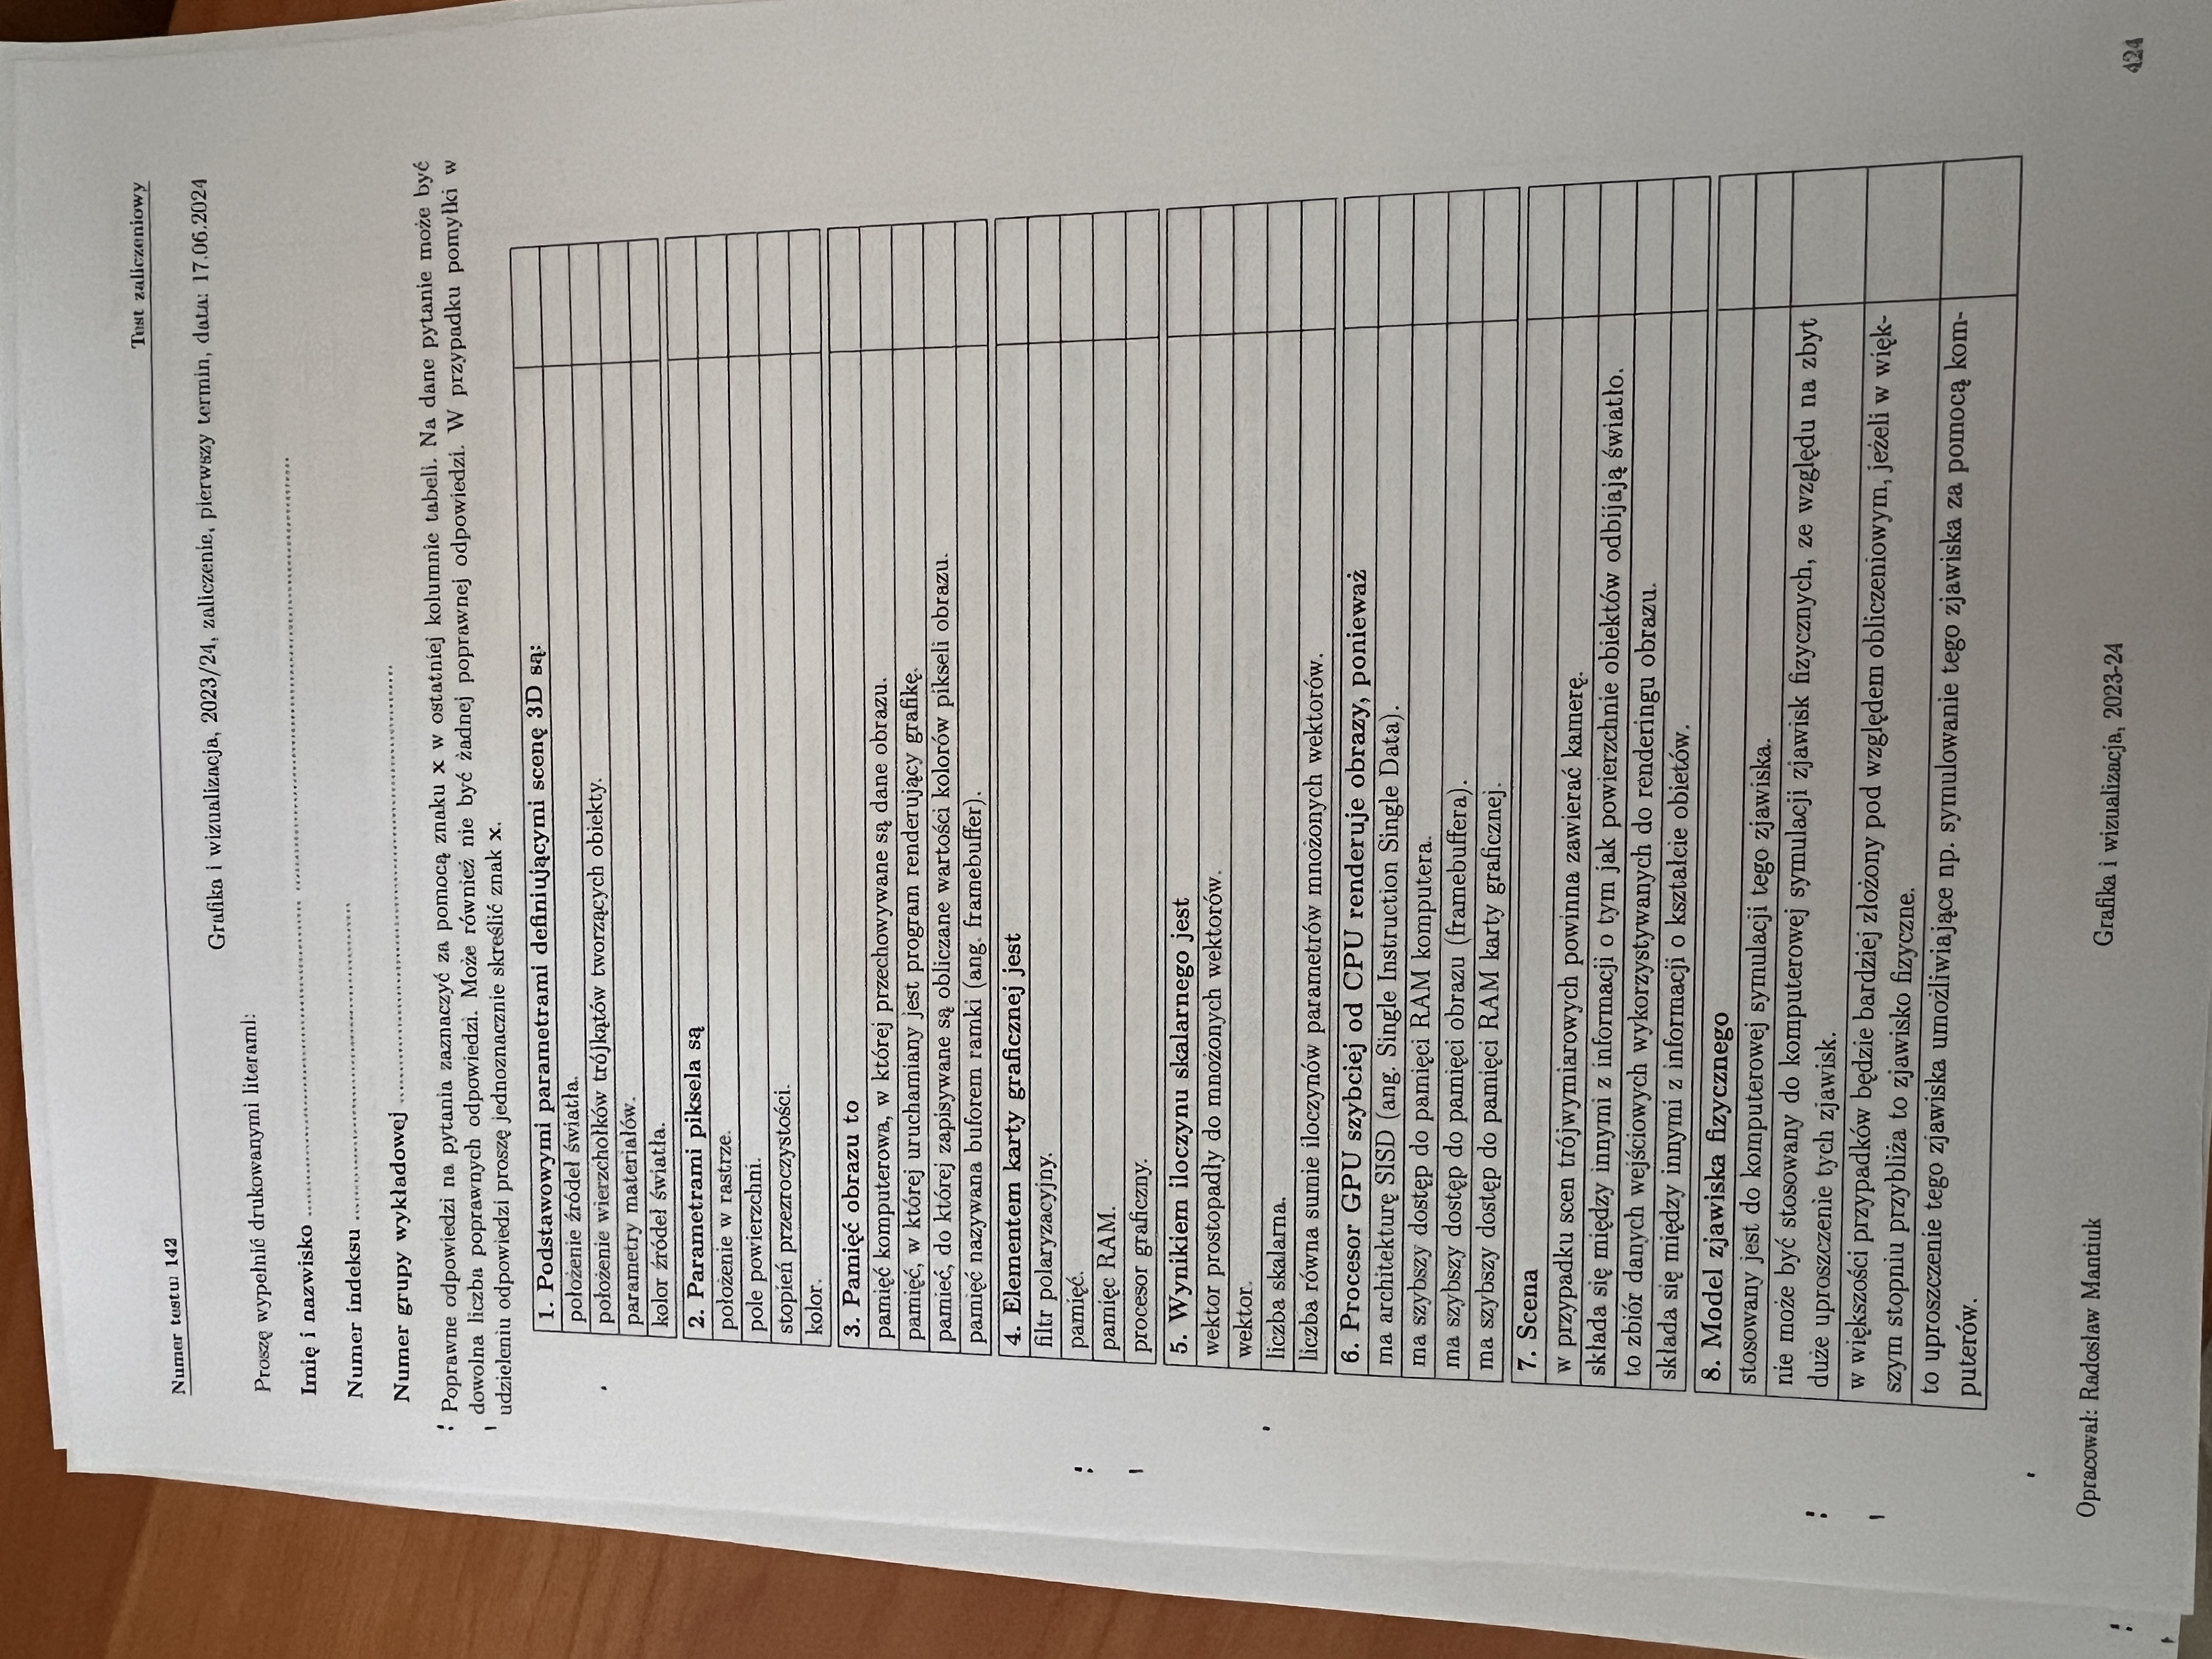 Numer testu: 142
Test zaliczeniowy
Grafika i wizualizacja, 2023/24, zaliczenie, pierwszy termin, data: 17.06.2024
Proszę wypełnić drukowanymi literami:
Imię i nazwisko
Numer indeksu
Numer grupy wykładowej
Poprawne odpowiedzi na pytania zaznaczyć za pomocą znaku x w ostatniej kolumnie tabeli. Na dane pytanie może być
dowolna liczba poprawnych odpowiedzi. Może również nie być żadnej poprawnej odpowiedzi. W przypadku pomyłki w
udzieleniu odpowiedzi proszę jednoznacznie skreślić znak x.
1. Podstawowymi parametrami definiującymi scenę 3D są:
położenie źródeł światła.
położenie wierzchołków trójkątów tworzących obiekty.
parametry materiałów.
kolor źródeł światła.
2. Parametrami piksela są
położenie w rastrze.
pole powierzchni.
stopień przezroczystości.
kolor.
3. Pamięć obrazu to
pamięć komputerowa, w której przechowywane są dane obrazu.
pamięć, w której uruchamiany jest program renderujący grafikę.
pamieć, do której zapisywane są obliczane wartości kolorów pikseli obrazu.
pamięć nazywana buforem ramki (ang. framebuffer).
4. Elementem karty graficznej jest
filtr polaryzacyjny.
pamięć.
pamięc RAM.
procesor graficzny.
5. Wynikiem iloczynu skalarnego jest
wektor prostopadły do mnożonych wektorów.
wektor.
liczba skalarna.
liczba równa sumie iloczynów parametrów mnożonych wektorów.
6. Procesor GPU szybciej od CPU renderuje obrazy, ponieważ
ma architekturę SISD (ang. Single Instruction Single Data).
ma szybszy dostęp do pamięci RAM komputera.
ma szybszy dostęp do pamięci obrazu (framebuffera).
ma szybszy dostęp do pamięci RAM karty graficznej.
7. Scena
w przypadku scen trójwymiarowych powinna zawierać kamerę.
składa się między innymi z informacji o tym jak powierzchnie obiektów odbijają światło.
to zbiór danych wejściowych wykorzystywanych do renderingu obrazu.
składa się między innymi z informacji o kształcie obietów.
8. Model zjawiska fizycznego
stosowany jest do komputerowej symulacji tego zjawiska.
nie może być stosowany do komputerowej symulacji zjawisk fizycznych, ze względu na zbyt
duże uproszczenie tych zjawisk.
w większości przypadków będzie bardziej złożony pod względem obliczeniowym, jeżeli w więk-
szym stopniu przybliża to zjawisko fizyczne.
to uproszczenie tego zjawiska umożliwiające np. symulowanie tego zjawiska za pomocą kom-
puterów.
Opracował: Radosław Mantiuk
Grafika i wizualizacja, 2023-24
424